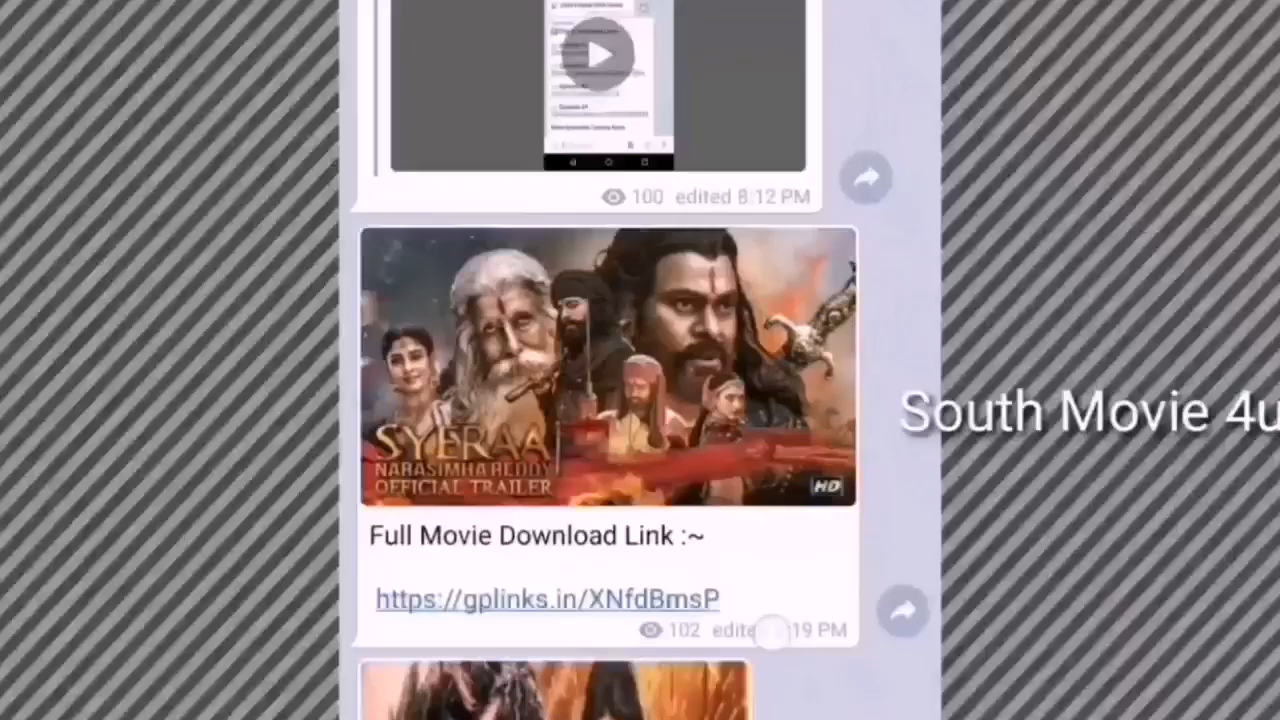 100 edited 8:12 PM
South Movie 4u
SYERAA
NARASIMHA REDDY
OFFICIAL TRAILER
HD
Full Movie Download Link :~
https://gplinks.in/XNfdBmsP
102 19 PM